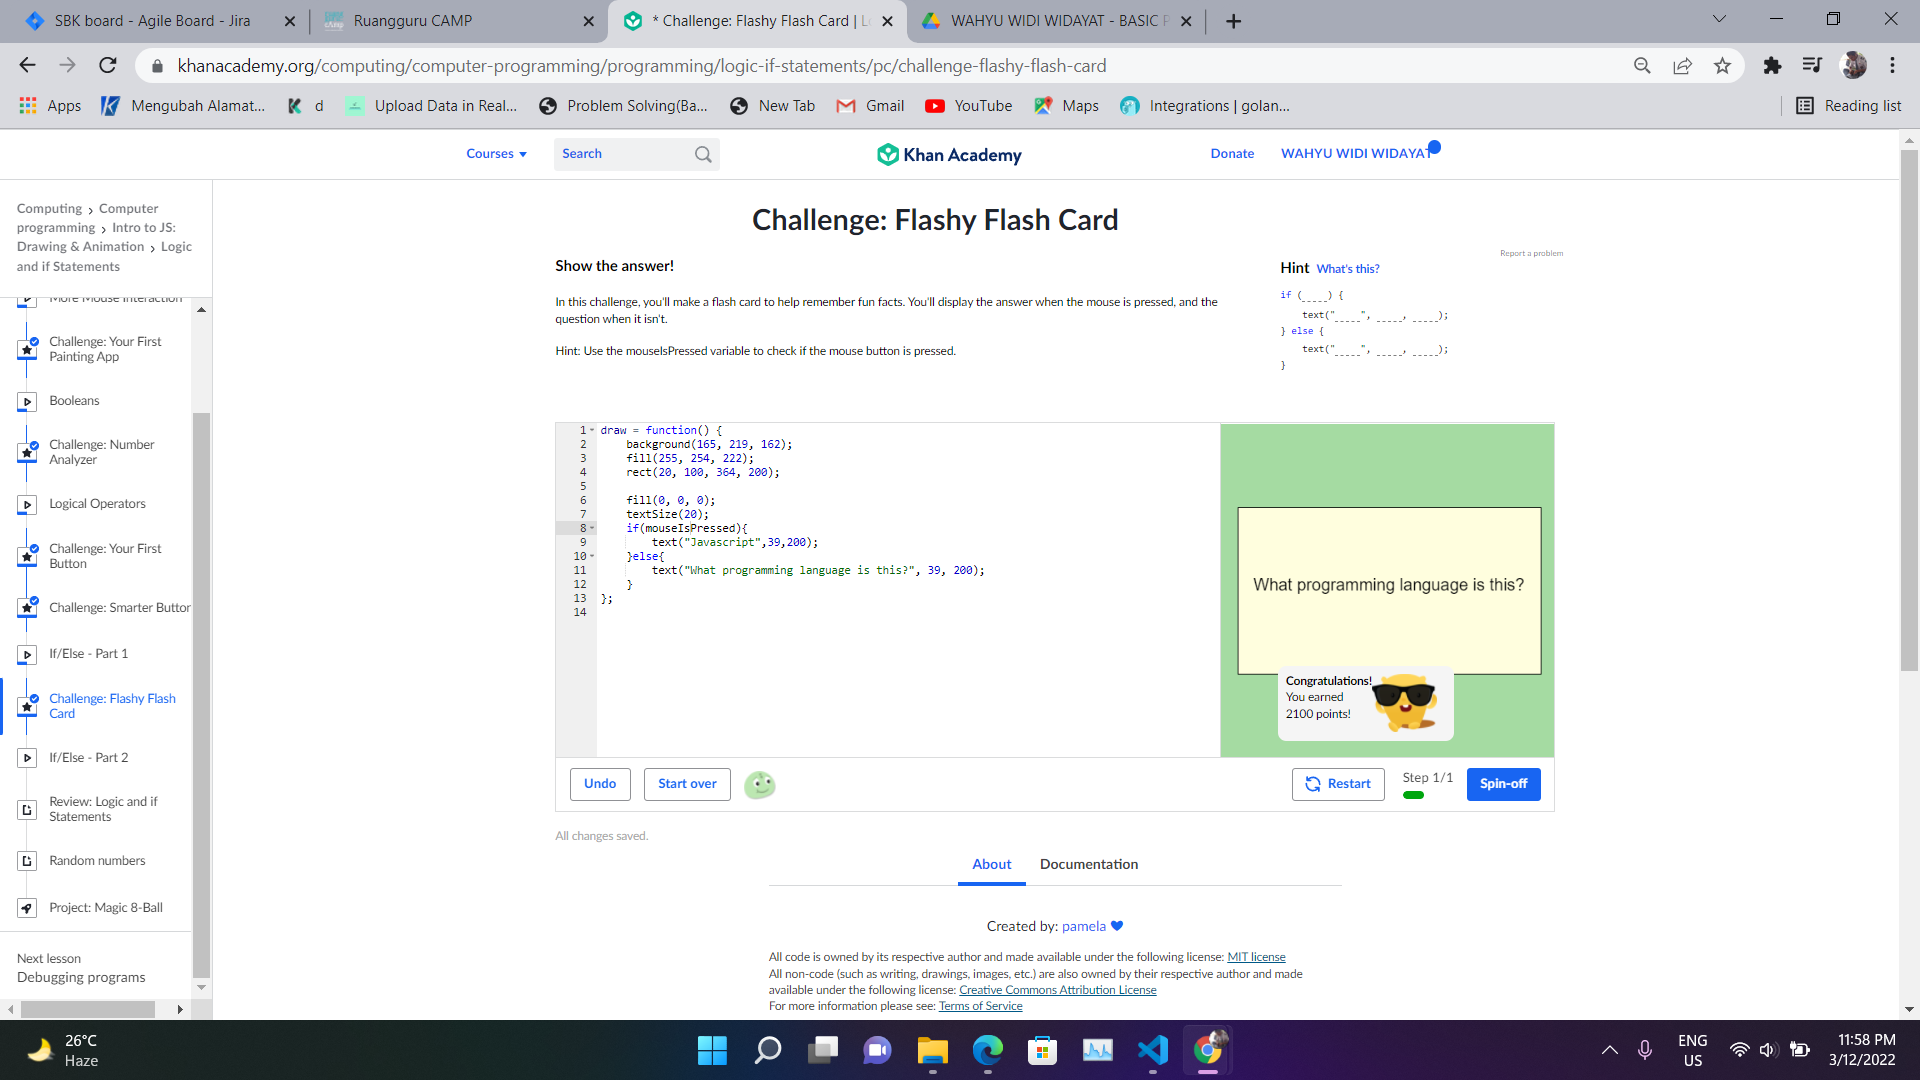 SBK board - Agile Board - Jira
Ruangguru CAMP
* Challenge: Flashy Flash Card | L
WAHYU WIDI WIDAYAT - BASIC P
khanacademy.org/computing/computer-programming/programming/logic-if-statements/pc/challenge-flashy-flash-card
Apps
Mengubah Alamat...
d
Upload Data in Real...
Problem Solving(Ba...
New Tab
Gmail
YouTube
Maps
Integrations | golan...
Reading list
Courses
Search
Khan Academy
Donate
WAHYU WIDI WIDAYAT
Computing > Computer
programming > Intro to JS:
Drawing & Animation > Logic
and if Statements
More Mouse Interaction
Challenge: Your First
Painting App
Booleans
Challenge: Number
Analyzer
Logical Operators
Challenge: Your First
Button
Challenge: Smarter Button
If/Else - Part 1
Challenge: Flashy Flash
Card
If/Else - Part 2
Review: Logic and if
Statements
Random numbers
Project: Magic 8-Ball
Next lesson
Debugging programs
Challenge: Flashy Flash Card
Report a problem
Show the answer!
In this challenge, you'll make a flash card to help remember fun facts. You'll display the answer when the mouse is pressed, and the
question when it isn't.
Hint: Use the mouseIsPressed variable to check if the mouse button is pressed.
Hint What's this?
if (_____) {
text("_____", _____, _____);
} else {
text("_____", _____, _____);
}
1 draw = function() {
2 background(165, 219, 162);
3 fill(255, 254, 222);
4 rect(20, 100, 364, 200);
5
6 fill(0, 0, 0);
7 textSize(20);
8 if(mouseIsPressed){
9 text("Javascript",39,200);
10 }else{
11 text("What programming language is this?", 39, 200);
12 }
13 };
14
What programming language is this?
Congratulations!
You earned
2100 points!
Undo
Start over
Restart
Step 1/1
Spin-off
All changes saved.
About
Documentation
Created by: pamela
All code is owned by its respective author and made available under the following license: MIT license
All non-code (such as writing, drawings, images, etc.) are also owned by their respective author and made
available under the following license: Creative Commons Attribution License
For more information please see: Terms of Service
26°C
Haze
ENG
US
11:58 PM
3/12/2022